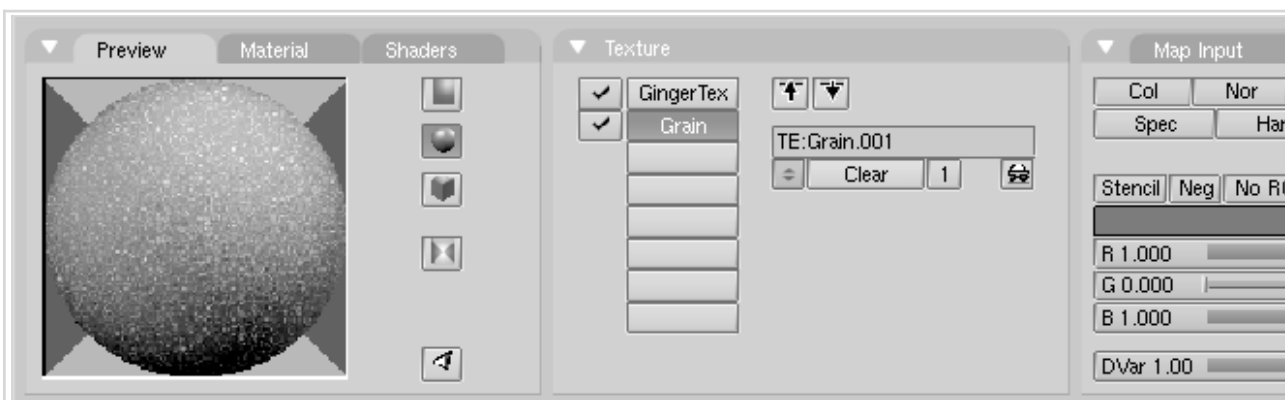 Preview Material Shaders
Texture
GingerTex
Grain
TE:Grain.001
Clear 1
Map Input
Col Nor
Spec
Stencil Neg No
R 1.000
G 0.000
B 1.000
DVar 1.00